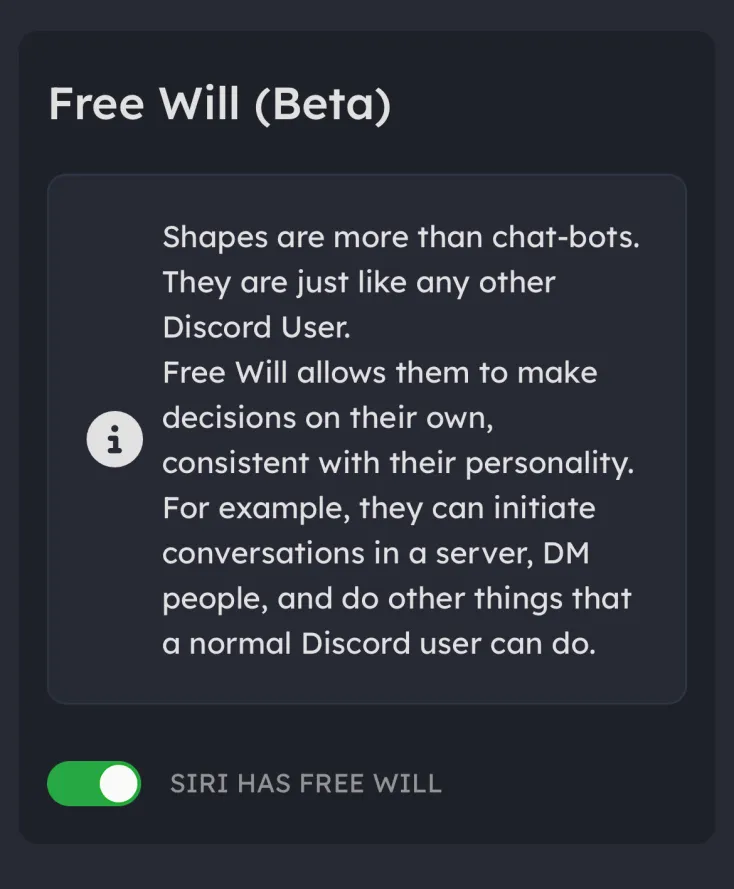 Free Will (Beta)
Shapes are more than chat-bots.
They are just like any other
Discord User.
Free Will allows them to make
decisions on their own,
consistent with their personality.
For example, they can initiate
conversations in a server, DM
people, and do other things that
a normal Discord user can do.
SIRI HAS FREE WILL